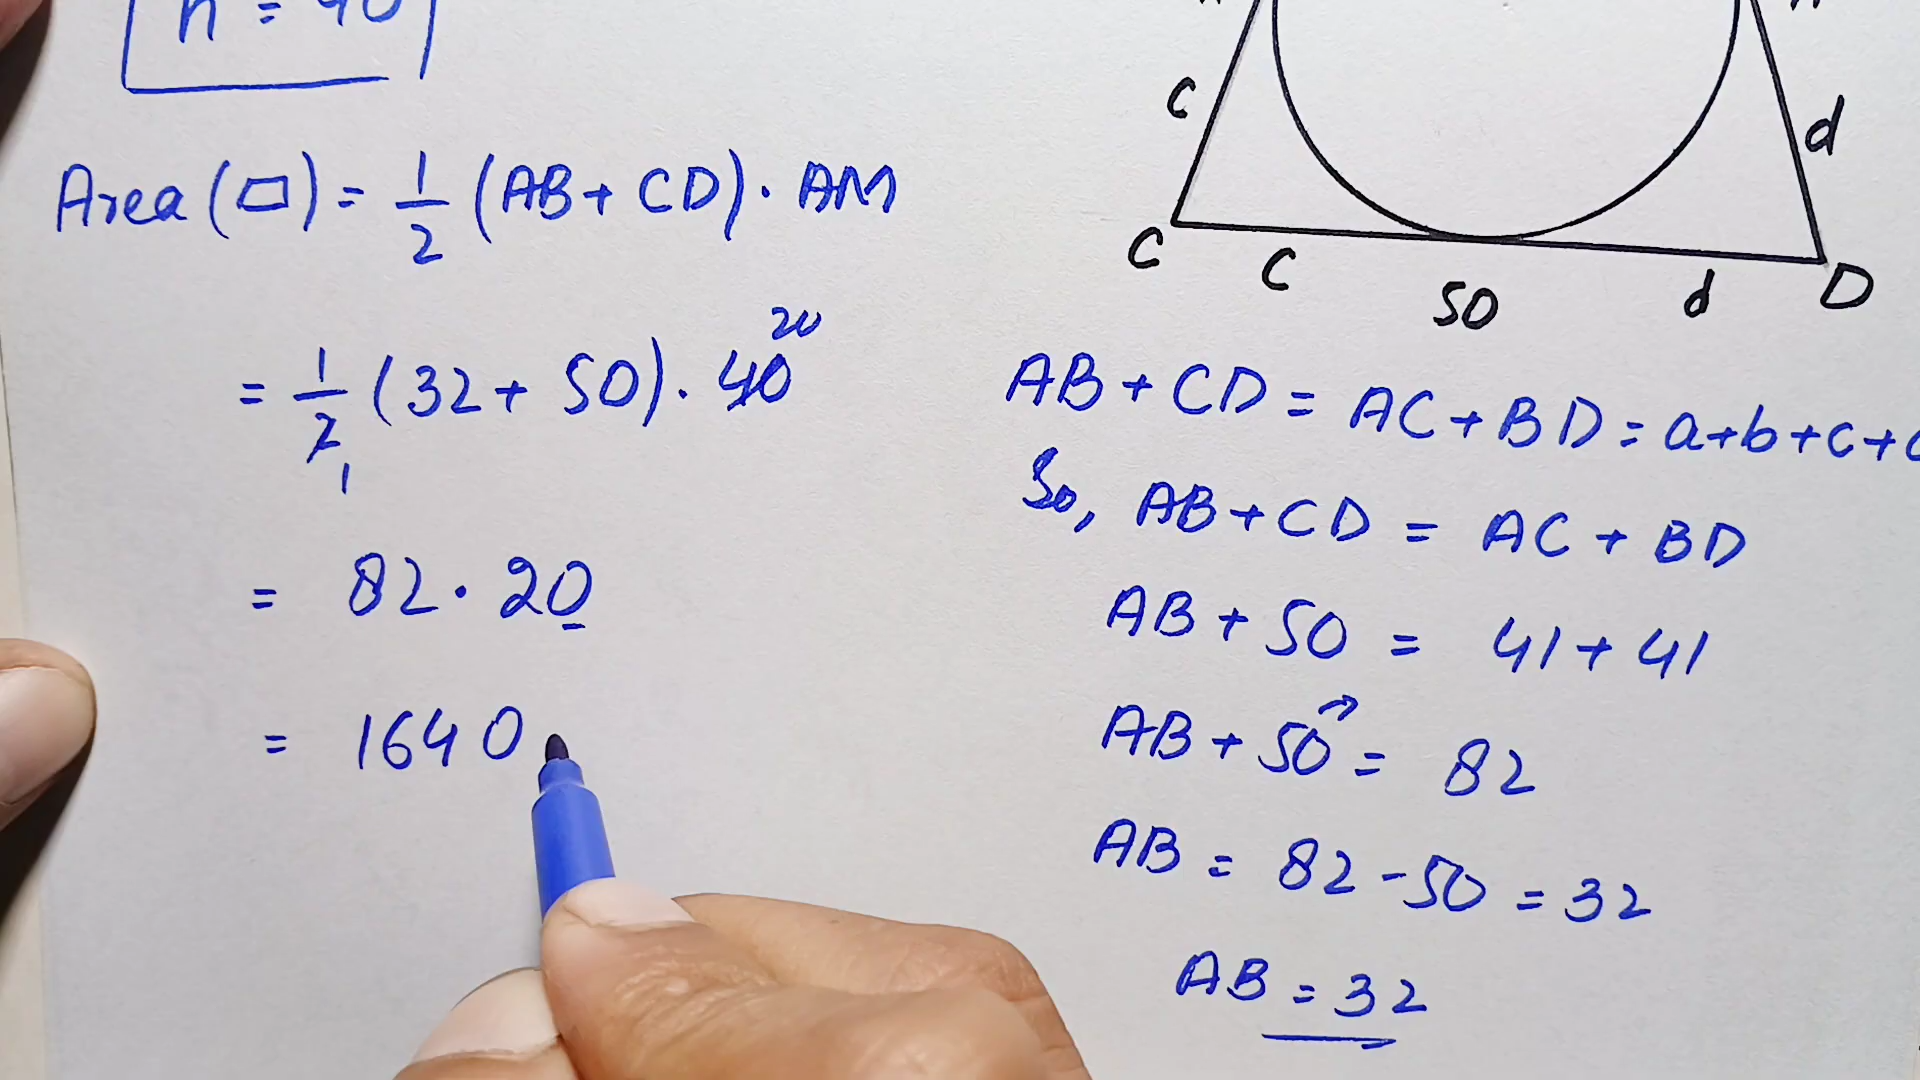 h = 40
c
d
C
c
50
d
D
Area (▱) = 1/2 (AB + CD) · AM
= 1/2 (32 + 50) · 40
20
1
= 82 · 20
= 1640
AB + CD = AC + BD = a+b+c+
So, AB + CD = AC + BD
AB + 50 = 41 + 41
AB + 50 = 82
AB = 82 - 50 = 32
AB = 32